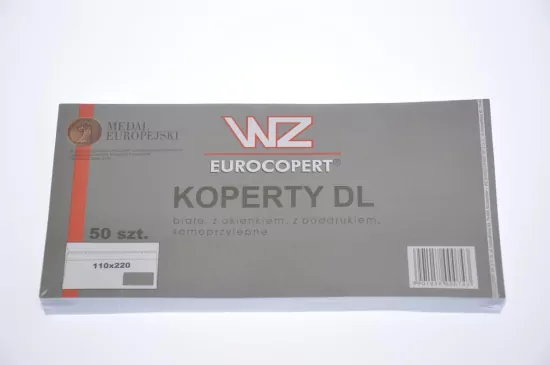 MEDAL
EUROPEJSKI
WZ
EUROCOPERT®
KOPERTY DL
białe, z okienkiem, z poddrukiem,
samoprzylepne
50 szt.
110x220